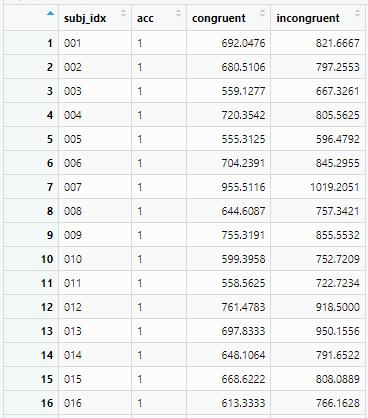 subj_idx acc congruent incongruent
1 001 1 692.0476 821.6667
2 002 1 680.5106 797.2553
3 003 1 559.1277 667.3261
4 004 1 720.3542 805.5625
5 005 1 555.3125 596.4792
6 006 1 704.2391 845.2955
7 007 1 955.5116 1019.2051
8 008 1 644.6087 757.3421
9 009 1 755.3191 855.5532
10 010 1 599.3958 752.7209
11 011 1 558.5625 722.7234
12 012 1 761.4783 918.5000
13 013 1 697.8333 950.1556
14 014 1 648.1064 791.6522
15 015 1 668.6222 808.0889
16 016 1 613.3333 766.1628